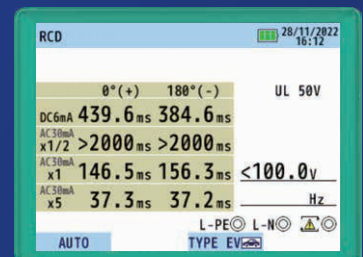 RCD 28/11/2022
16:12
0°(+) 180°(-) UL 50V
DC6mA 439.6ms 384.6ms
AC30mA
x1/2 >2000ms >2000ms
AC30mA
x1 146.5ms 156.3ms <100.0V
AC30mA
x5 37.3ms 37.2ms Hz
L-PE L-N
AUTO TYPE EV